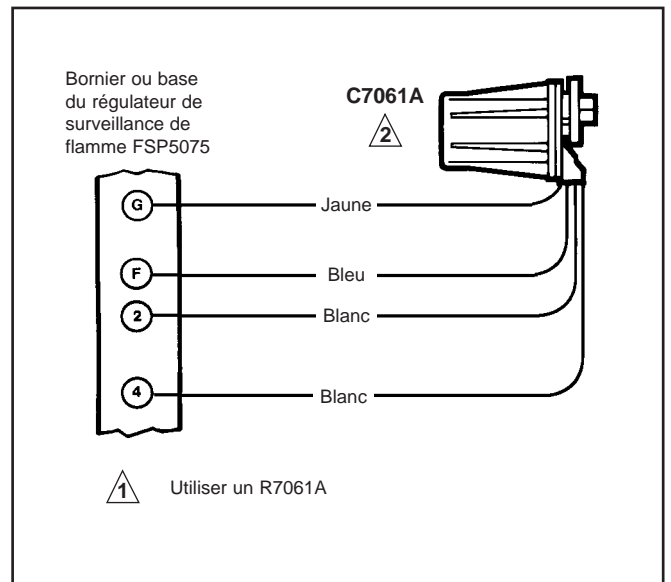 Bornier ou base
du régulateur de
surveillance de
flamme FSP5075
C7061A
2
G
Jaune
F
Bleu
2
Blanc
4
Blanc
1 Utiliser un R7061A